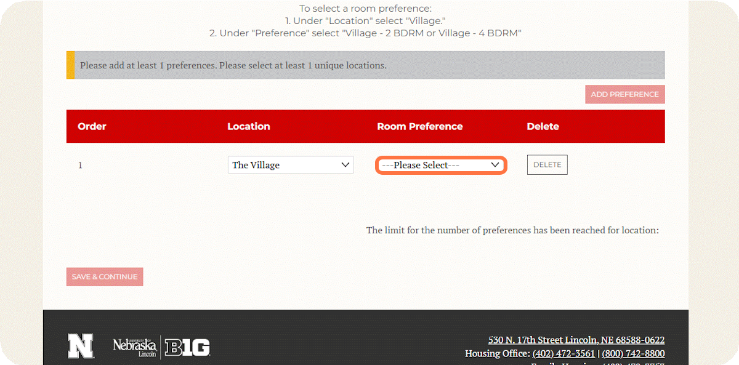 To select a room preference:
1. Under "Location" select "Village."
2. Under "Preference" select "Village - 2 BDRM or Village - 4 BDRM"
Please add at least 1 preferences. Please select at least 1 unique locations.
ADD PREFERENCE
Order Location Room Preference Delete
1 The Village ---Please Select--- DELETE
The limit for the number of preferences has been reached for location:
SAVE & CONTINUE
N Nebraska Lincoln B1G
530 N. 17th Street Lincoln, NE 68588-0622
Housing Office: (402) 472-3561 | (800) 742-8800